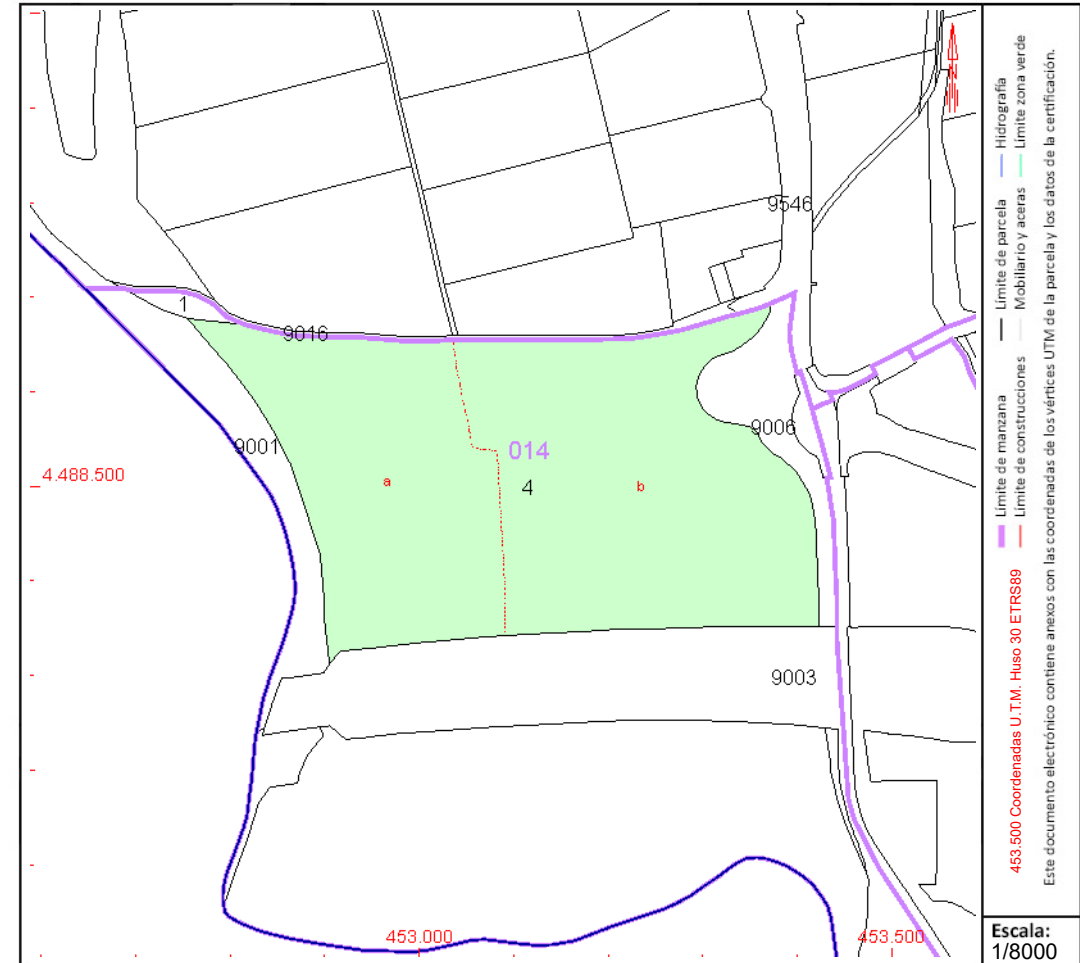 9546
1
9016
9001
014
9006
4.488.500
a
4
b
9003
453.000
453.500
Límite de manzana
Límite de parcela
Hidrografía
Límite de construcciones
Mobiliario y aceras
Límite zona verde
453.500 Coordenadas U.T.M. Huso 30 ETRS89
Este documento electrónico contiene anexos con las coordenadas de los vértices UTM de la parcela y los datos de la certificación.
Escala:
1/8000